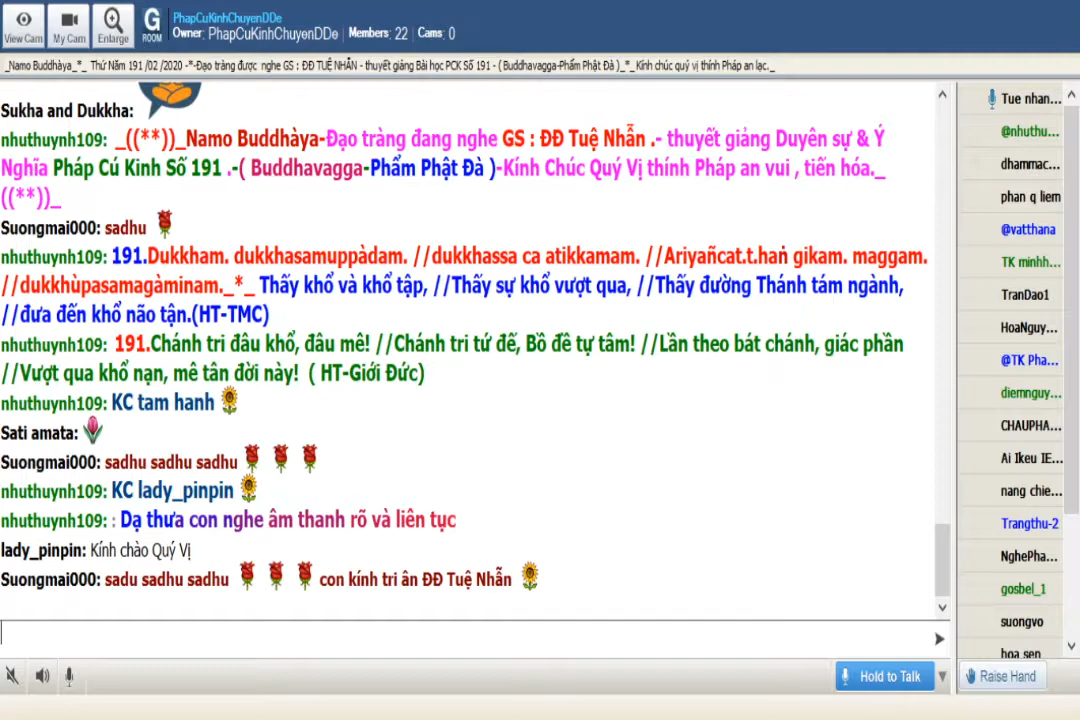 View Cam My Cam Enlarge G ROOM PhapCuKinhChuyenDDe
Owner: PhapCuKinhChuyenDDe Members: 22 Cams: 0
_Namo Buddhàya_*_ Thứ Năm 191 /02 /2020 -*-Đạo tràng được nghe GS : ĐĐ TUỆ NHẪN - thuyết giảng Bài học PCK Số 191 - ( Buddhavagga-Phẩm Phật Đà )_*_Kính chúc quý vị thính Pháp an lạc._
Sukha and Dukkha:
nhuthuynh109: _((**))_Namo Buddhàya-Đạo tràng đang nghe GS : ĐĐ Tuệ Nhẫn .- thuyết giảng Duyên sự & Ý
Nghĩa Pháp Cú Kinh Số 191 .-( Buddhavagga-Phẩm Phật Đà )-Kính Chúc Quý Vị thính Pháp an vui , tiến hóa._
((**))_
Suongmai000: sadhu
nhuthuynh109: 191.Dukkham. dukkhasamuppàdam. //dukkhassa ca atikkamam. //Ariyañcat.t.haṅ gikam. maggam.
//dukkhùpasamagàminam._*_ Thấy khổ và khổ tập, //Thấy sự khổ vượt qua, //Thấy đường Thánh tám ngành,
//đưa đến khổ não tận.(HT-TMC)
nhuthuynh109: 191.Chánh tri đâu khổ, đâu mê! //Chánh tri tứ đế, Bồ đề tự tâm! //Lần theo bát chánh, giác phần
//Vượt qua khổ nạn, mê tân đời này! ( HT-Giới Đức)
nhuthuynh109: KC tam hanh
Sati amata:
Suongmai000: sadhu sadhu sadhu
nhuthuynh109: KC lady_pinpin
nhuthuynh109: : Dạ thưa con nghe âm thanh rõ và liên tục
lady_pinpin: Kính chào Quý Vị
Suongmai000: sadu sadhu sadhu con kính tri ân ĐĐ Tuệ Nhẫn
Hold to Talk
Tue nhan...
@nhuthu...
dhammac...
phan q liem
@vatthana
TK minhh...
TranDao1
HoaNguy...
@TK Pha...
diemnguy...
CHAUPHA...
Ai Ikeu IE...
nang chie...
Trangthu-2
NghePha...
gosbel_1
suongvo
hoa sen
Raise Hand